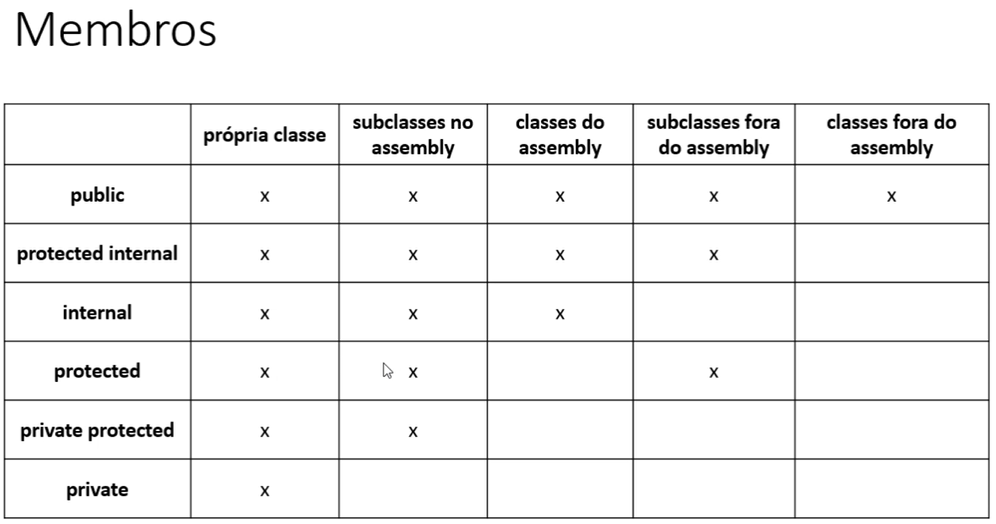 Membros
própria classe
subclasses no
assembly
classes do
assembly
subclasses fora
do assembly
classes fora do
assembly
public x x x x x
protected internal x x x x
internal x x x
protected x x x
private protected x x
private x